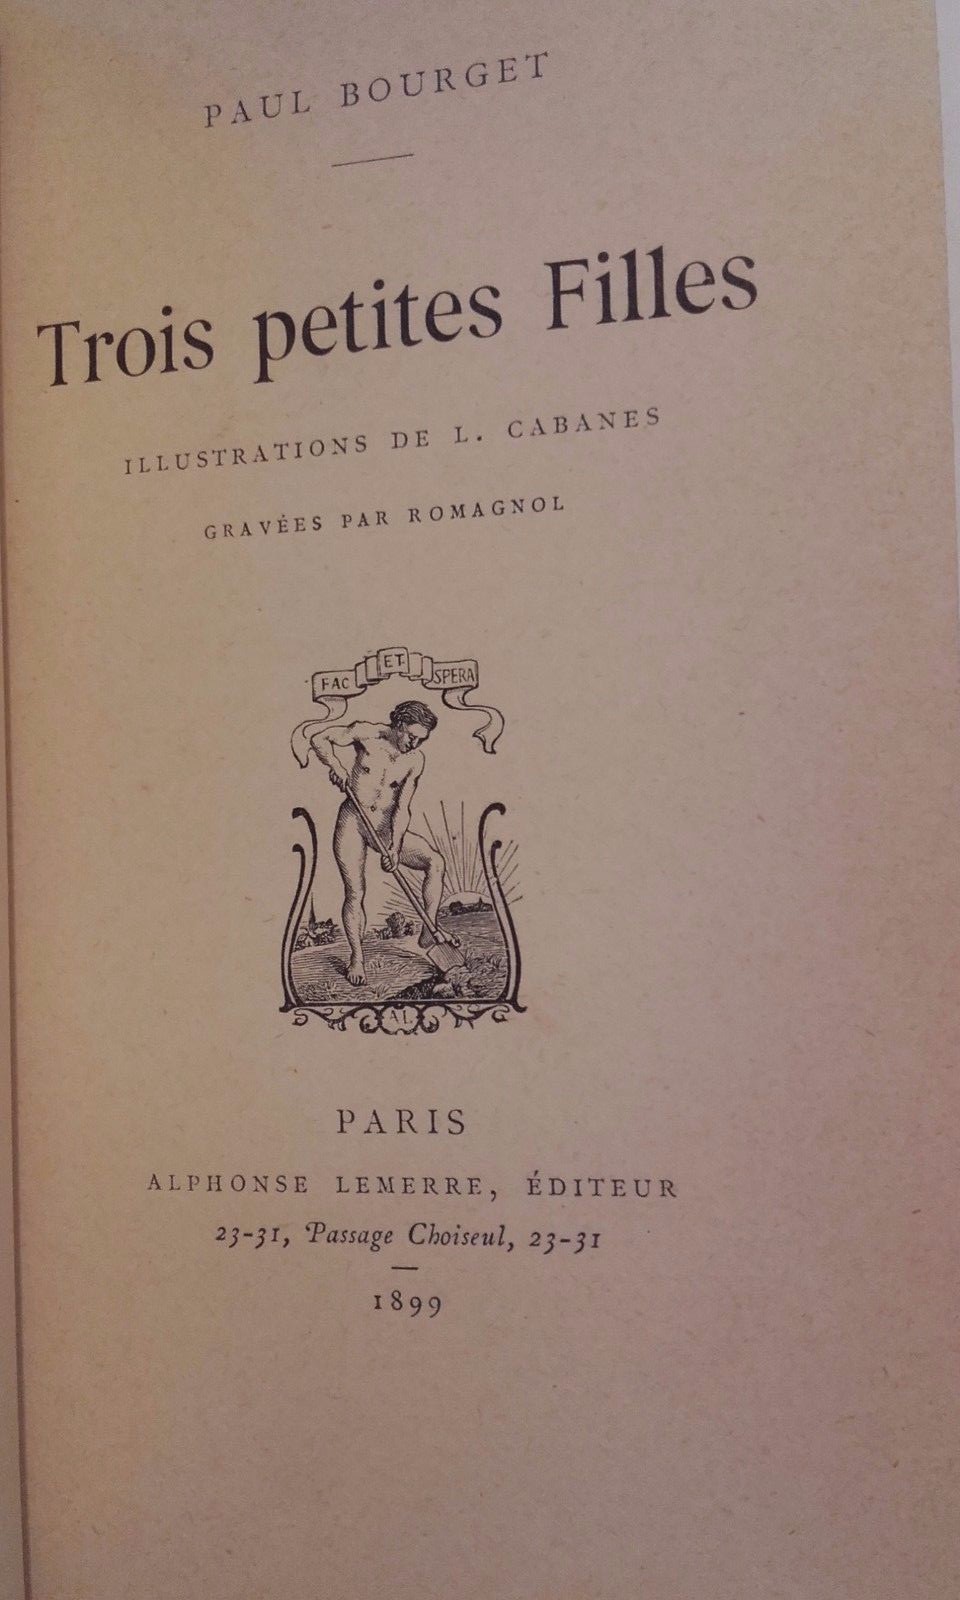 PAUL BOURGET
Trois petites Filles
ILLUSTRATIONS DE L. CABANES
GRAVÉES PAR ROMAGNOL
FAC ET SPERA
AL
PARIS
ALPHONSE LEMERRE, ÉDITEUR
23-31, Passage Choiseul, 23-31
1899